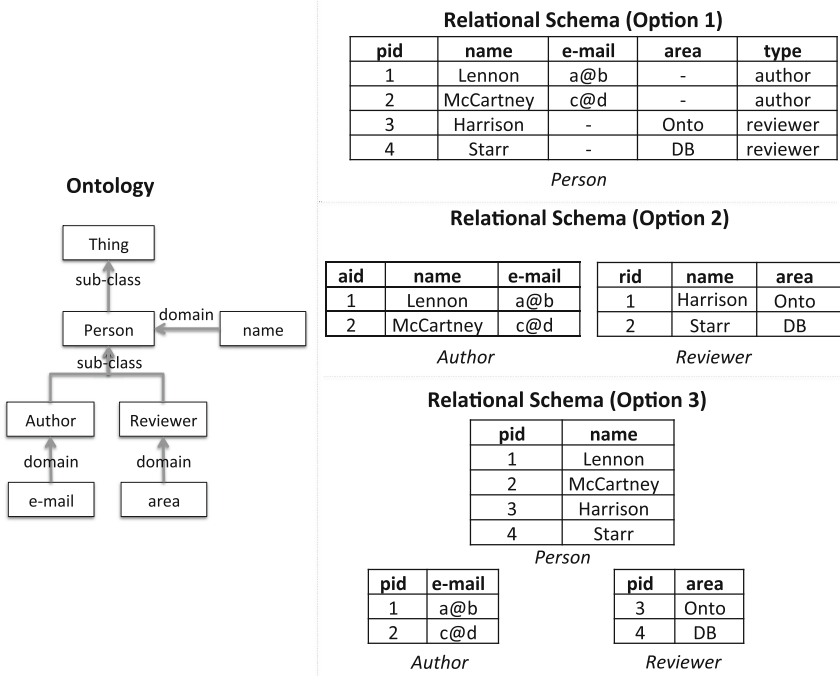 Ontology
Thing
sub-class
domain
Person
name
sub-class
Author
Reviewer
domain
domain
e-mail
area
Relational Schema (Option 1)
pid name e-mail area type
1 Lennon a@b - author
2 McCartney c@d - author
3 Harrison - Onto reviewer
4 Starr - DB reviewer
Person
Relational Schema (Option 2)
aid name e-mail
1 Lennon a@b
2 McCartney c@d
Author
rid name area
1 Harrison Onto
2 Starr DB
Reviewer
Relational Schema (Option 3)
pid name
1 Lennon
2 McCartney
3 Harrison
4 Starr
Person
pid e-mail
1 a@b
2 c@d
Author
pid area
3 Onto
4 DB
Reviewer